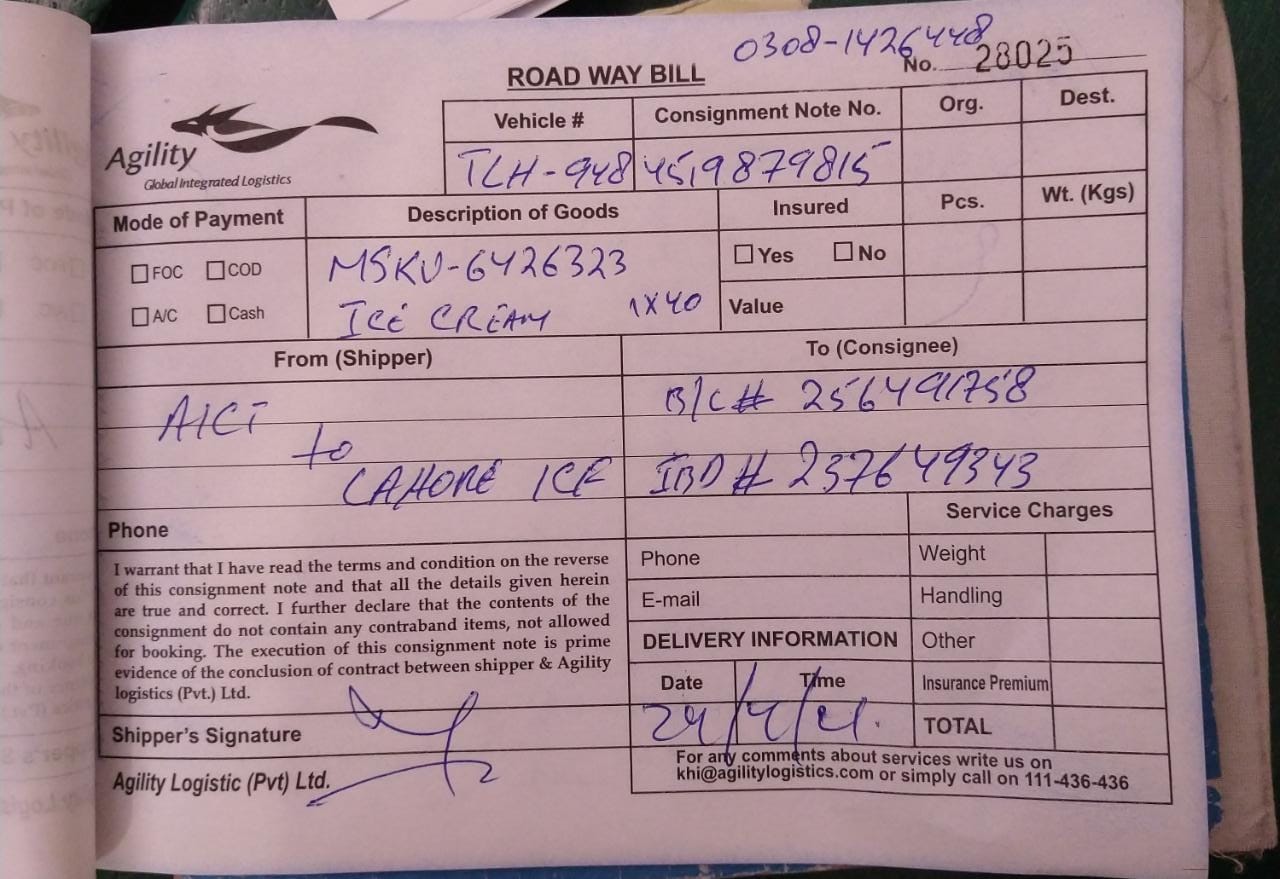 0308-1426448
ROAD WAY BILL
No. 28025
Agility
Global Integrated Logistics
Vehicle # Consignment Note No. Org. Dest.
TLH-948 4519879815
Mode of Payment Description of Goods Insured Pcs. Wt. (Kgs)
FOC COD MSKU-6426323 Yes No
A/C Cash ICE CREAM 1X40 Value
From (Shipper) To (Consignee)
AICT B/C# 256491758
to
LAHORE ICE IBD # 237649343
Phone Service Charges
I warrant that I have read the terms and condition on the reverse
of this consignment note and that all the details given herein
are true and correct. I further declare that the contents of the
consignment do not contain any contraband items, not allowed
for booking. The execution of this consignment note is prime
evidence of the conclusion of contract between shipper & Agility
logistics (Pvt.) Ltd.
Phone Weight
E-mail Handling
DELIVERY INFORMATION Other
Date Time Insurance Premium
24/4/21. TOTAL
Shipper's Signature
Agility Logistic (Pvt) Ltd.
For any comments about services write us on
khi@agilitylogistics.com or simply call on 111-436-436